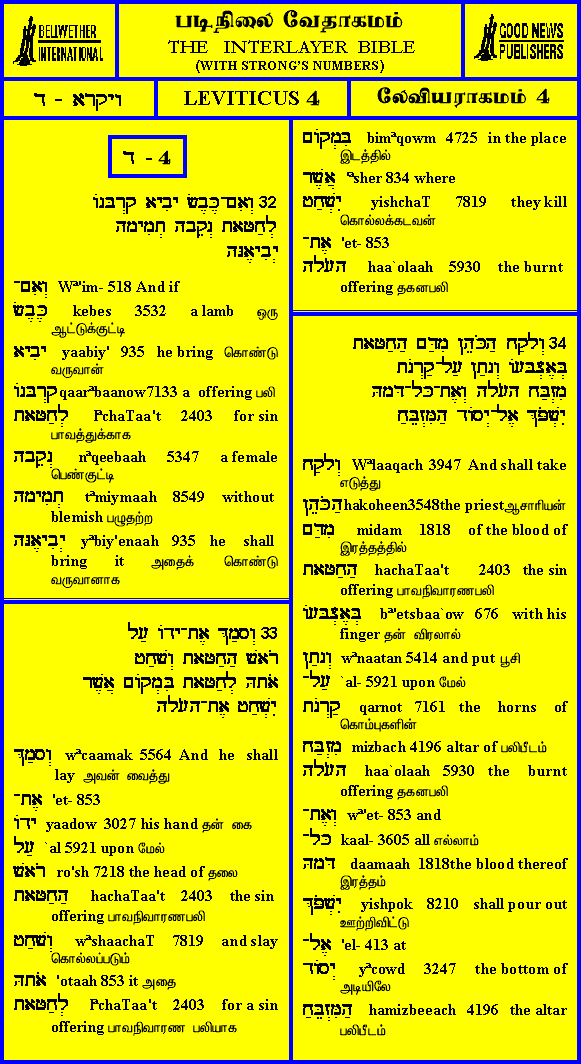 BELLWETHER
INTERNATIONAL
படிநிலை வேதாகமம்
THE INTERLAYER BIBLE
(WITH STRONG'S NUMBERS)
GOOD NEWS
PUBLISHERS
ויקרא - ד
LEVITICUS 4
லேவியராகமம் 4
4 - ד
32 וְאִם־כֶּבֶשׂ יָבִיא קָרְבָּנוֹ
לְחַטָּאת נְקֵבָה תְמִימָה
יְבִיאֶנָּה
וְאִם־ Wª'im- 518 And if
כֶּבֶשׂ kebes 3532 a lamb ஒரு
ஆட்டுக்குட்டி
יָבִיא yaabiy' 935 he bring கொண்டு
வருவான்
קָרְבָּנוֹ qaarªbaanow7133 a offering பலி
לְחַטָּאת lªchaTaa't 2403 for sin
பாவத்துக்காக
נְקֵבָה nªqeebaah 5347 a female
பெண்குட்டி
תְמִימָה tªmiymaah 8549 without
blemish பழுதற்ற
יְבִיאֶנָּה yªbiy'enaah 935 he shall
bring it அதைக் கொண்டு
வருவானாக
33 וְסָמַךְ אֶת־יָדוֹ עַל
רֹאשׁ הַחַטָּאת וְשָׁחַט
אֹתָהּ לְחַטָּאת בִּמְקוֹם אֲשֶׁר
יִשְׁחַט אֶת־הָעֹלָה
וְסָמַךְ wªcaamak 5564 And he shall
lay அவன் வைத்து
אֶת־ 'et- 853
יָדוֹ yaadow 3027 his hand தன் கை
עַל `al 5921 upon மேல்
רֹאשׁ ro'sh 7218 the head of தலை
הַחַטָּאת hachaTaa't 2403 the sin
offering பாவநிவாரணபலி
וְשָׁחַט wªshaachaT 7819 and slay
கொல்லப்படும்
אֹתָהּ 'otaah 853 it அதை
לְחַטָּאת lªchaTaa't 2403 for a sin
offering பாவநிவாரண பலியாக
בִּמְקוֹם bimªqowm 4725 in the place
இடத்தில்
אֲשֶׁר 'ªsher 834 where
יִשְׁחַט yishchaT 7819 they kill
கொல்லக்கடவன்
אֶת־ 'et- 853
הָעֹלָה haa`olaah 5930 the burnt
offering தகனபலி
34 וְלָקַח הַכֹּהֵן מִדַּם הַחַטָּאת
בְּאֶצְבָּעוֹ וְנָתַן עַל־קַרְנֹת
מִזְבַּח הָעֹלָה וְאֶת־כָּל־דָּמָהּ
יִשְׁפֹּךְ אֶל־יְסוֹד הַמִּזְבֵּחַ
וְלָקַח Wªlaaqach 3947 And shall take
எடுத்து
הַכֹּהֵן hakoheen3548the priestஆசாரியன்
מִדַּם midam 1818 of the blood of
இரத்தத்தில்
הַחַטָּאת hachaTaa't 2403 the sin
offering பாவநிவாரணபலி
בְּאֶצְבָּעוֹ bª'etsbaa`ow 676 with his
finger தன் விரலால்
וְנָתַן wªnaatan 5414 and put பூசி
עַל־ `al- 5921 upon மேல்
קַרְנֹת qarnot 7161 the horns of
கொம்புகளின்
מִזְבַּח mizbach 4196 altar of பலிபீடம்
הָעֹלָה haa`olaah 5930 the burnt
offering தகனபலி
וְאֶת־ wª'et- 853 and
כָּל־ kaal- 3605 all எல்லாம்
דָּמָהּ daamaah 1818the blood thereof
இரத்தம்
יִשְׁפֹּךְ yishpok 8210 shall pour out
ஊற்றிவிட்டு
אֶל־ 'el- 413 at
יְסוֹד yªcowd 3247 the bottom of
அடியிலே
הַמִּזְבֵּחַ hamizbeeach 4196 the altar
பலிபீடம்